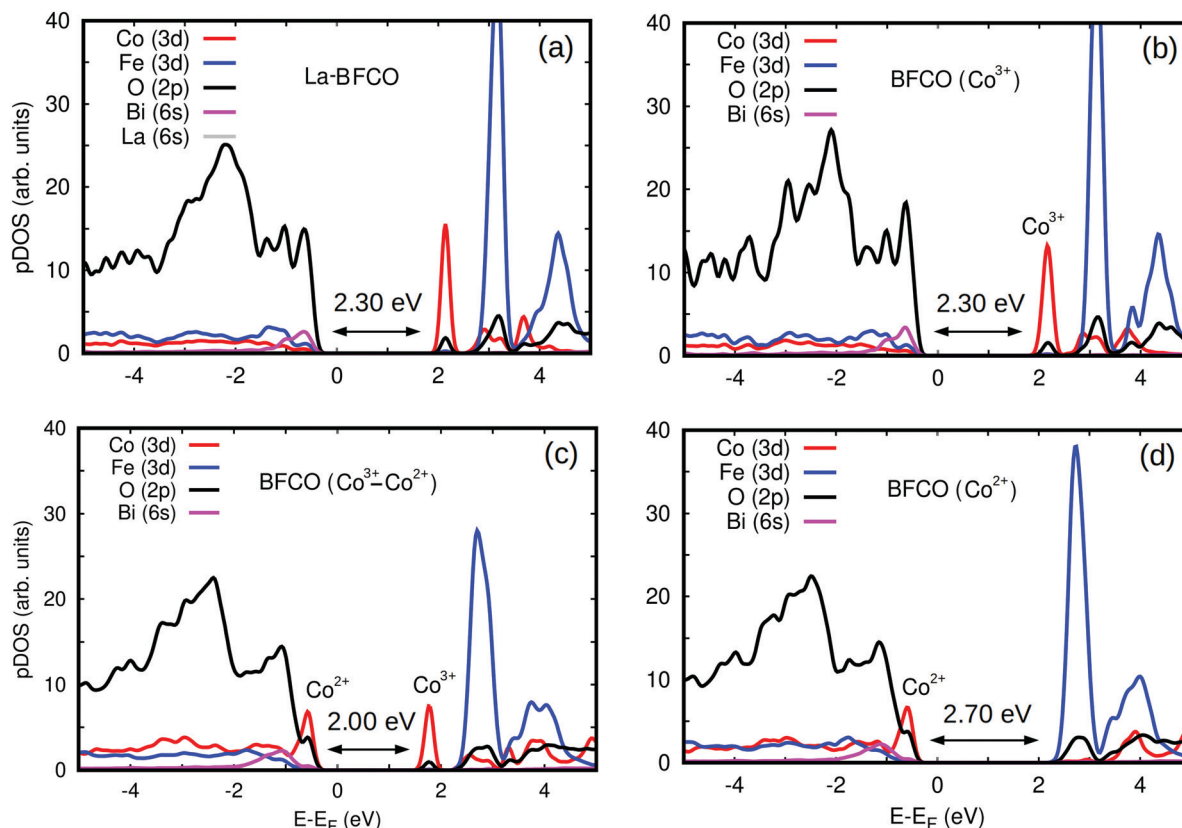 (a)
La-BFCO
Co (3d)
Fe (3d)
O (2p)
Bi (6s)
La (6s)
2.30 eV
pDOS (arb. units)
40
30
20
10
0
-4 -2 0 2 4
(b)
BFCO (Co³⁺)
Co (3d)
Fe (3d)
O (2p)
Bi (6s)
Co³⁺
2.30 eV
40
30
20
10
0
-4 -2 0 2 4
(c)
BFCO (Co³⁺–Co²⁺)
Co (3d)
Fe (3d)
O (2p)
Bi (6s)
Co²⁺
Co³⁺
2.00 eV
pDOS (arb. units)
40
30
20
10
0
-4 -2 0 2 4
E-E_F (eV)
(d)
BFCO (Co²⁺)
Co (3d)
Fe (3d)
O (2p)
Bi (6s)
Co²⁺
2.70 eV
40
30
20
10
0
-4 -2 0 2 4
E-E_F (eV)